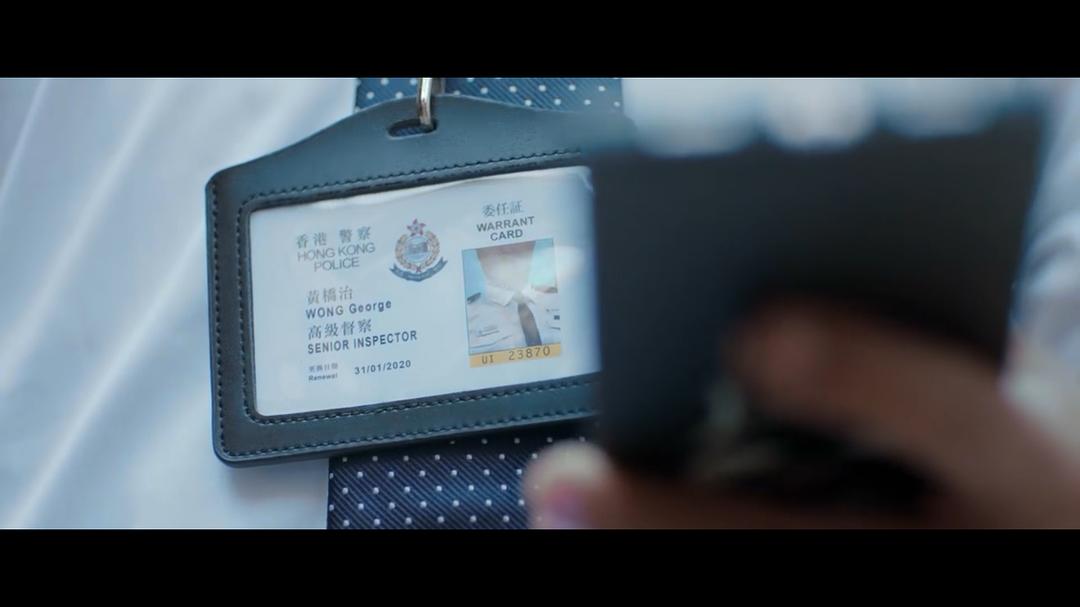 香港 警察
HONG KONG
POLICE
委任証
WARRANT
CARD
黃橋治
WONG George
高級督察
SENIOR INSPECTOR
Renewal 31/01/2020
UI 23870